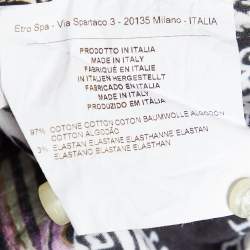 Etro Spa - Via Spartaco 3 - 20135 Milano - ITALIA
PRODOTTO IN ITALIA
MADE IN ITALY
FABRIQUÉ EN ITALIE
IN ITALIEN HERGESTELLT
FABRICADO EN ITALIA
MADE IN ITALY
PRODUZIDO EM ITALIA
97% COTONE COTTON COTON BAUMWOLLE ALGODON
COTTON ALGODÃO
3% ELASTAN ELASTANE ELASTHANNE ELASTAN
ELASTANO ELASTANE ELASTHAN